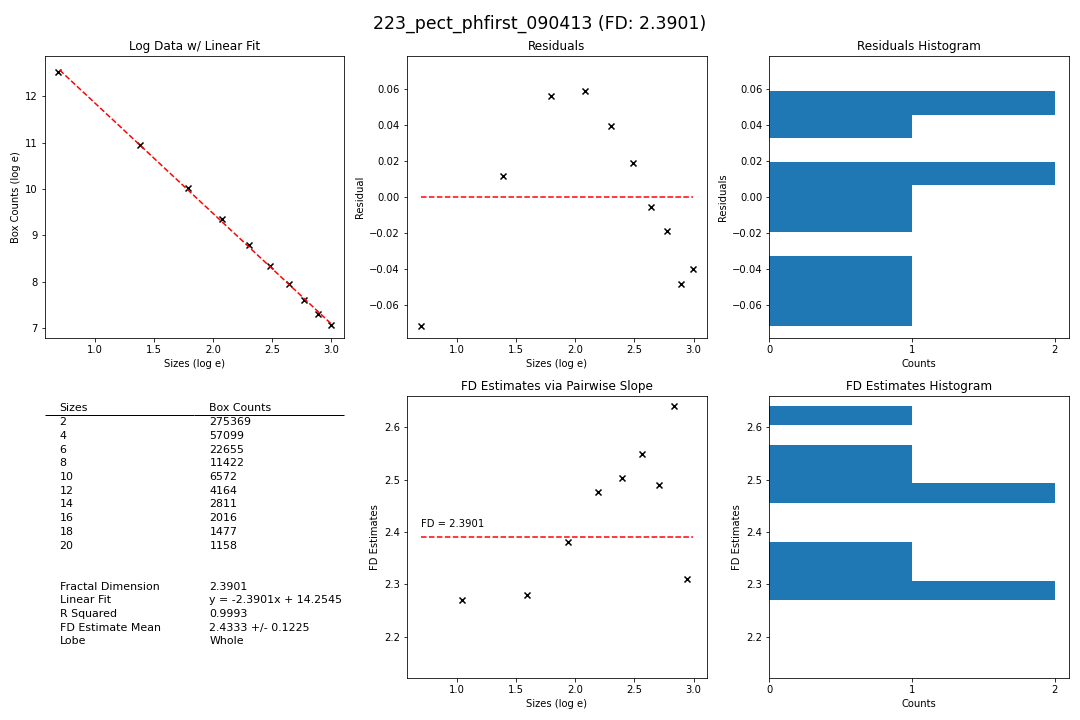 223_pect_phfirst_090413 (FD: 2.3901)
Log Data w/ Linear Fit
Box Counts (log e)
12
11
10
9
8
7
1.0 1.5 2.0 2.5 3.0
Sizes (log e)
Residuals
Residual
0.06
0.04
0.02
0.00
−0.02
−0.04
−0.06
1.0 1.5 2.0 2.5 3.0
Sizes (log e)
Residuals Histogram
Residuals
0.06
0.04
0.02
0.00
−0.02
−0.04
−0.06
0 1 2
Counts
Sizes Box Counts
2 275369
4 57099
6 22655
8 11422
10 6572
12 4164
14 2811
16 2016
18 1477
20 1158
Fractal Dimension 2.3901
Linear Fit y = -2.3901x + 14.2545
R Squared 0.9993
FD Estimate Mean 2.4333 +/- 0.1225
Lobe Whole
FD Estimates via Pairwise Slope
FD Estimates
2.6
2.5
2.4
2.3
2.2
FD = 2.3901
1.0 1.5 2.0 2.5 3.0
Sizes (log e)
FD Estimates Histogram
FD Estimates
2.6
2.5
2.4
2.3
2.2
0 1 2
Counts